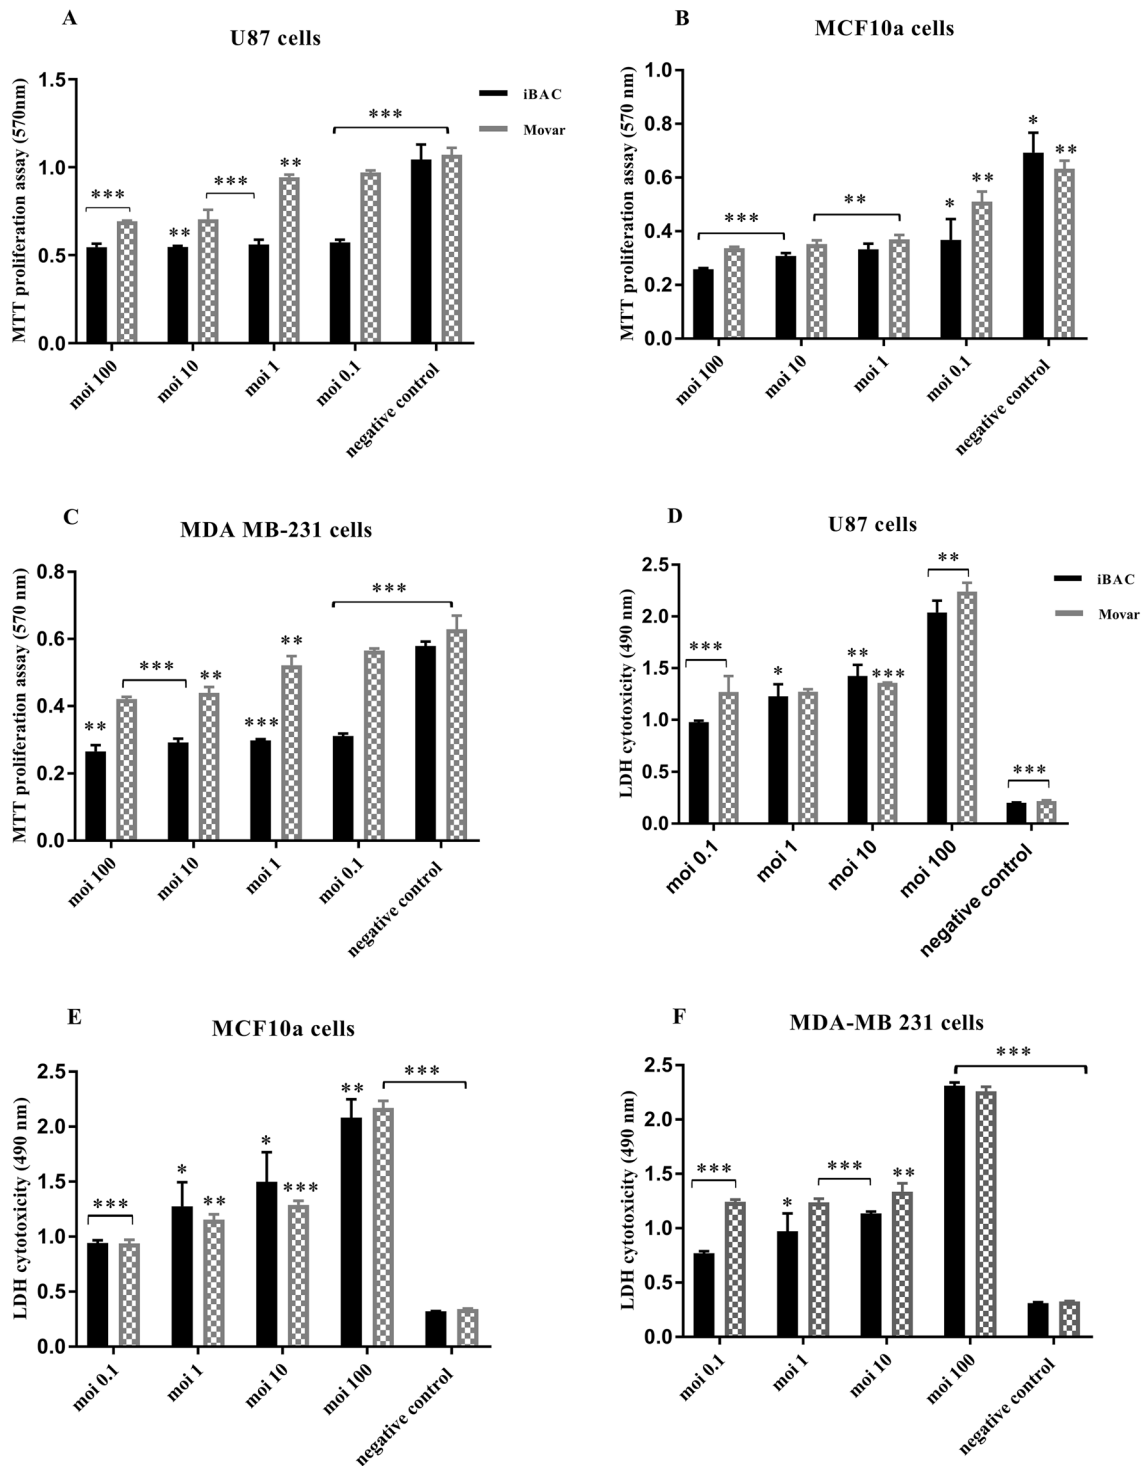 A
U87 cells
MTT proliferation assay (570nm)
1.5
1.0
0.5
0.0
***
**
***
**
***
iBAC
Movar
moi 100
moi 10
moi 1
moi 0.1
negative control
B
MCF10a cells
MTT proliferation assay (570 nm)
1.0
0.8
0.6
0.4
0.2
0.0
***
**
*
**
*
**
moi 100
moi 10
moi 1
moi 0.1
negative control
C
MDA MB-231 cells
MTT proliferation assay (570 nm)
0.8
0.6
0.4
0.2
0.0
**
***
**
***
**
***
moi 100
moi 10
moi 1
moi 0.1
negative control
D
U87 cells
LDH cytotoxicity (490 nm)
2.5
2.0
1.5
1.0
0.5
0.0
***
*
**
***
**
***
iBAC
Movar
moi 0.1
moi 1
moi 10
moi 100
negative control
E
MCF10a cells
LDH cytotoxicity (490 nm)
2.5
2.0
1.5
1.0
0.5
0.0
***
*
**
*
***
**
***
moi 0.1
moi 1
moi 10
moi 100
negative control
F
MDA-MB 231 cells
LDH cytotoxicity (490 nm)
2.5
2.0
1.5
1.0
0.5
0.0
***
*
***
**
***
moi 0.1
moi 1
moi 10
moi 100
negative control